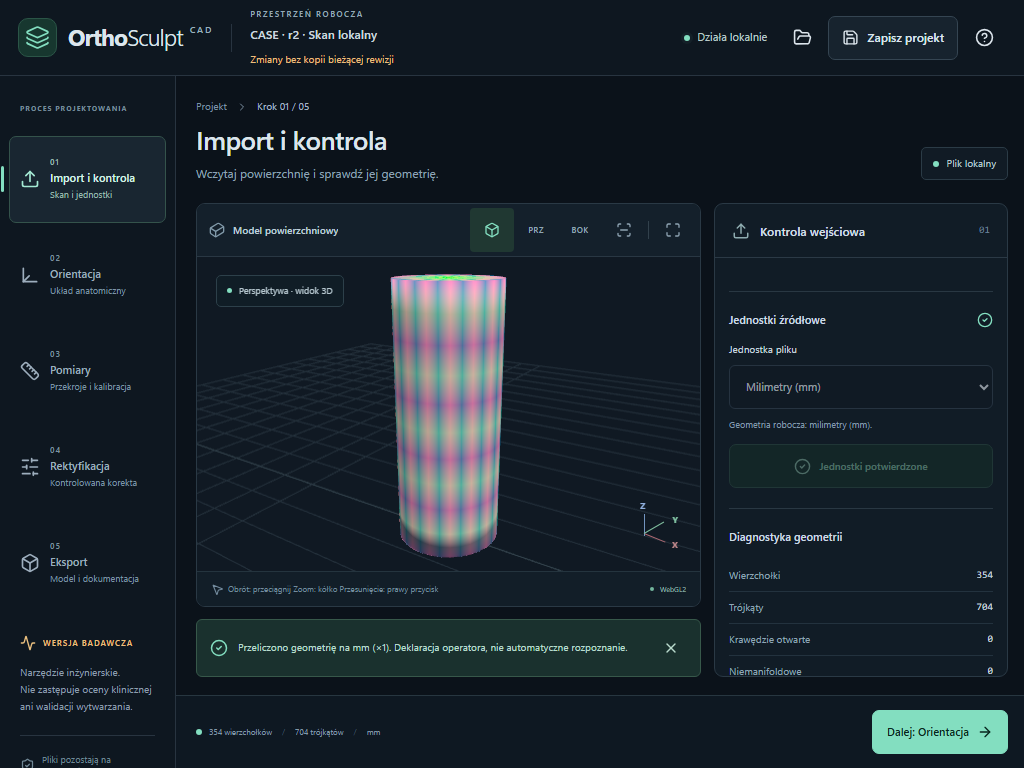 OrthoSculpt CAD
PRZESTRZEŃ ROBOCZA
CASE · r2 · Skan lokalny
Zmiany bez kopii bieżącej rewizji
Działa lokalnie
Zapisz projekt
PROCES PROJEKTOWANIA
01
Import i kontrola
Skan i jednostki
02
Orientacja
Układ anatomiczny
03
Pomiary
Przekroje i kalibracja
04
Rektyfikacja
Kontrolowana korekta
05
Eksport
Model i dokumentacja
WERSJA BADAWCZA
Narzędzie inżynierskie.
Nie zastępuje oceny klinicznej
ani walidacji wytwarzania.
Pliki pozostają na
Projekt > Krok 01 / 05
Import i kontrola
Wczytaj powierzchnię i sprawdź jej geometrię.
Plik lokalny
Model powierzchniowy
PRZ
BOK
Perspektywa · widok 3D
Z
Y
X
Obrót: przeciągnij Zoom: kółko Przesunięcie: prawy przycisk
WebGL2
Przeliczono geometrię na mm (×1). Deklaracja operatora, nie automatyczne rozpoznanie.
Kontrola wejściowa
01
Jednostki źródłowe
Jednostka pliku
Milimetry (mm)
Geometria robocza: milimetry (mm).
Jednostki potwierdzone
Diagnostyka geometrii
Wierzchołki 354
Trójkąty 704
Krawędzie otwarte 0
Niemanifoldowe 0
354 wierzchołków / 704 trójkątów / mm
Dalej: Orientacja